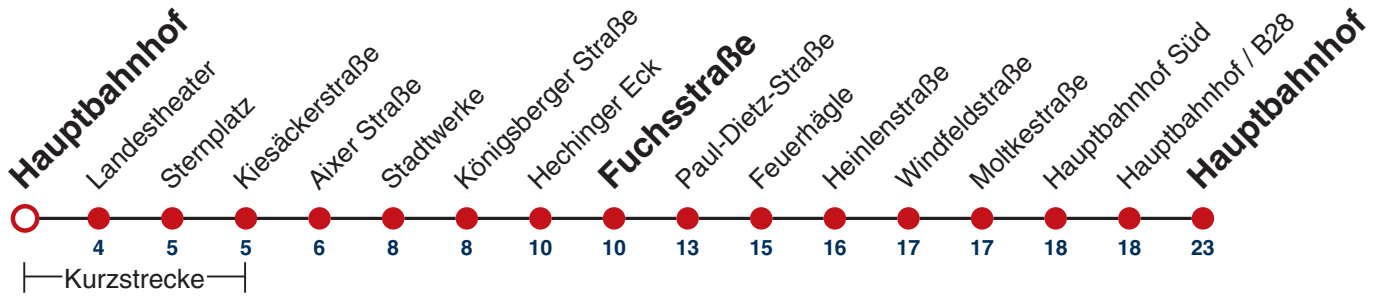 Hauptbahnhof
Landestheater
Sternplatz
Kiesäckerstraße
Aixer Straße
Stadtwerke
Königsberger Straße
Hechinger Eck
Fuchsstraße
Paul-Dietz-Straße
Feuerhägle
Heinlenstraße
Windfeldstraße
Moltkestraße
Hauptbahnhof Süd
Hauptbahnhof / B28
Hauptbahnhof
4 5 5 6 8 8 10 10 13 15 16 17 17 18 18 23
Kurzstrecke